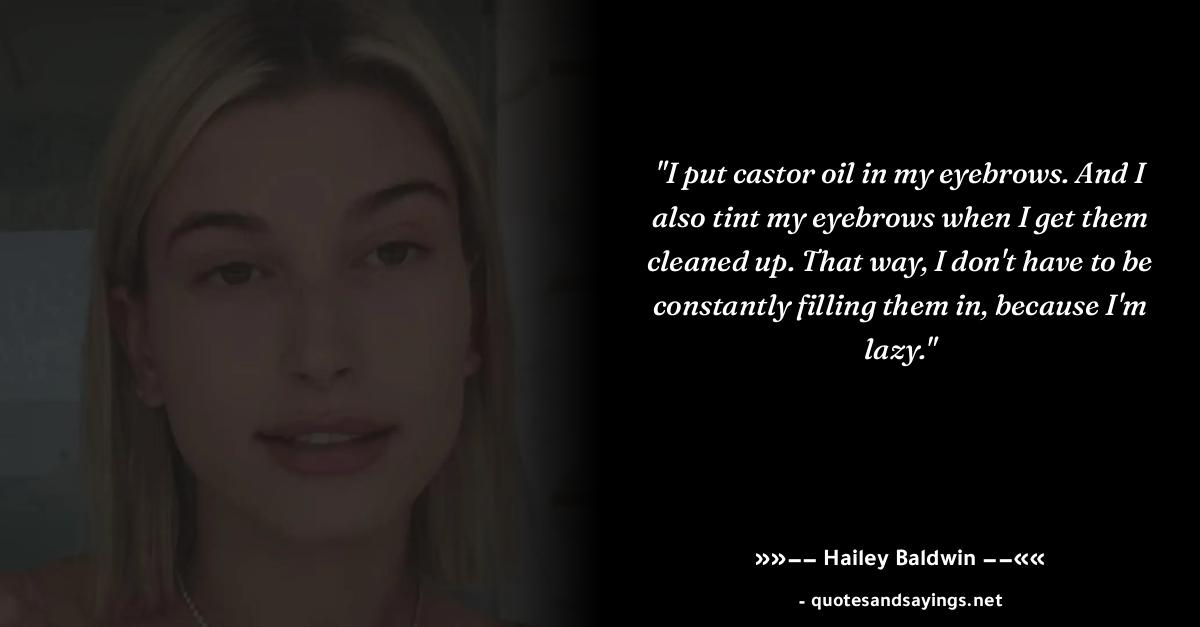 "I put castor oil in my eyebrows. And I
also tint my eyebrows when I get them
cleaned up. That way, I don't have to be
constantly filling them in, because I'm
lazy."
»»−− Hailey Baldwin −−««
- quotesandsayings.net